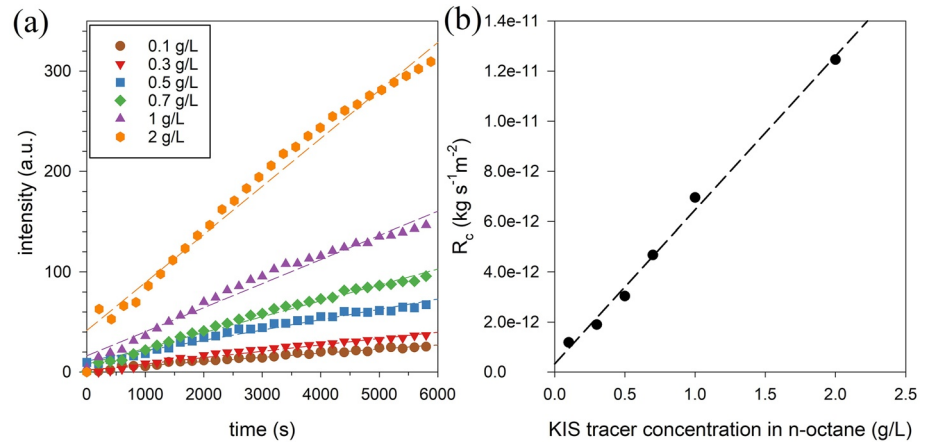 (a)
0.1 g/L
0.3 g/L
0.5 g/L
0.7 g/L
1 g/L
2 g/L
intensity (a.u.)
300
200
100
0
0 1000 2000 3000 4000 5000 6000
time (s)
(b)
Rc (kg s-1m-2)
1.4e-11
1.2e-11
1.0e-11
8.0e-12
6.0e-12
4.0e-12
2.0e-12
0.0
0.0 0.5 1.0 1.5 2.0 2.5
KIS tracer concentration in n-octane (g/L)